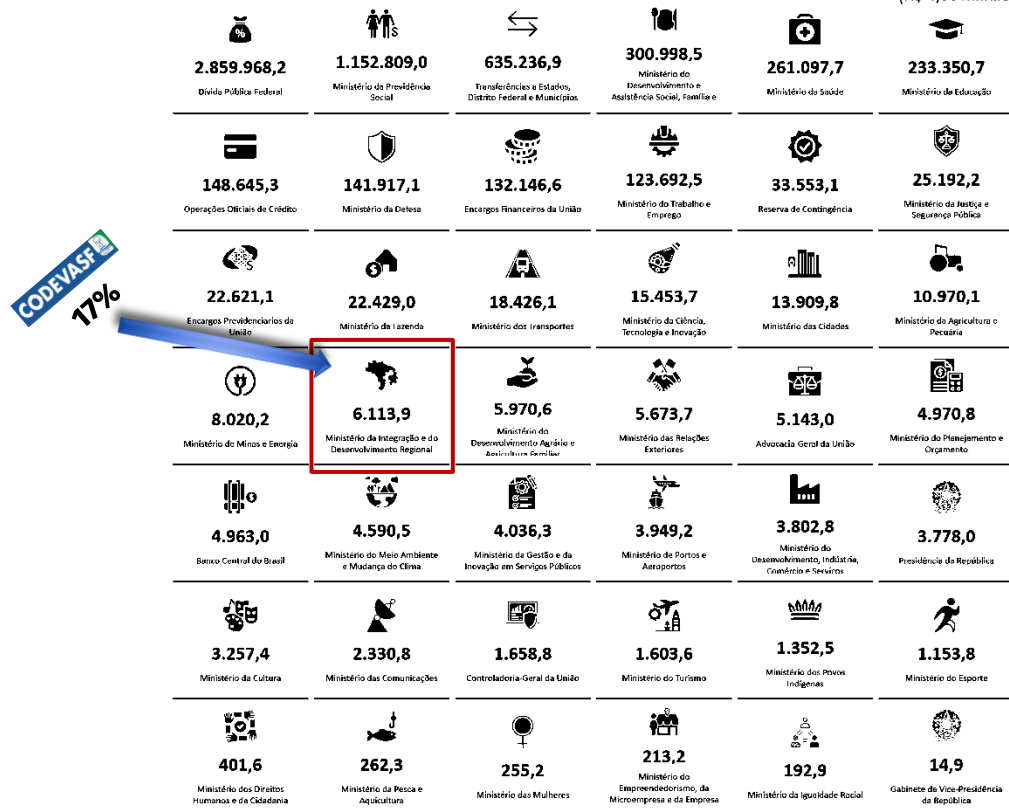 2.859.968,2
Dívida Pública Federal
1.152.809,0
Ministério da Previdência
Social
635.236,9
Transferências a Estados,
Distrito Federal e Municípios
300.998,5
Ministério do
Desenvolvimento e
Assistência Social, Família e
261.097,7
Ministério da Saúde
233.350,7
Ministério da Educação
148.645,3
Operações Oficiais de Crédito
141.917,1
Ministério da Defesa
132.146,6
Encargos Financeiros da União
123.692,5
Ministério do Trabalho e
Emprego
33.553,1
Reserva de Contingência
25.192,2
Ministério da Justiça e
Segurança Pública
CODEVASF
17%
22.621,1
Encargos Previdenciários da
União
22.429,0
Ministério da Fazenda
18.426,1
Ministério dos Transportes
15.453,7
Ministério da Ciência,
Tecnologia e Inovação
13.909,8
Ministério das Cidades
10.970,1
Ministério da Agricultura e
Pecuária
8.020,2
Ministério de Minas e Energia
6.113,9
Ministério da Integração e do
Desenvolvimento Regional
5.970,6
Ministério do
Desenvolvimento Agrário e
Agricultura Familiar
5.673,7
Ministério das Relações
Exteriores
5.143,0
Advocacia Geral da União
4.970,8
Ministério do Planejamento e
Orçamento
4.963,0
Banco Central do Brasil
4.590,5
Ministério do Meio Ambiente
e Mudança do Clima
4.036,3
Ministério da Gestão e da
Inovação em Serviços Públicos
3.949,2
Ministério de Portos e
Aeroportos
3.802,8
Ministério do
Desenvolvimento, Indústria,
Comércio e Serviços
3.778,0
Presidência da República
3.257,4
Ministério da Cultura
2.330,8
Ministério das Comunicações
1.658,8
Controladoria-Geral da União
1.603,6
Ministério do Turismo
1.352,5
Ministério dos Povos
Indígenas
1.153,8
Ministério do Esporte
401,6
Ministério dos Direitos
Humanos e da Cidadania
262,3
Ministério da Pesca e
Aquicultura
255,2
Ministério das Mulheres
213,2
Ministério do
Empreendedorismo, da
Microempresa e da Empresa
192,9
Ministério da Igualdade Racial
14,9
Gabinete da Vice-Presidência
da República